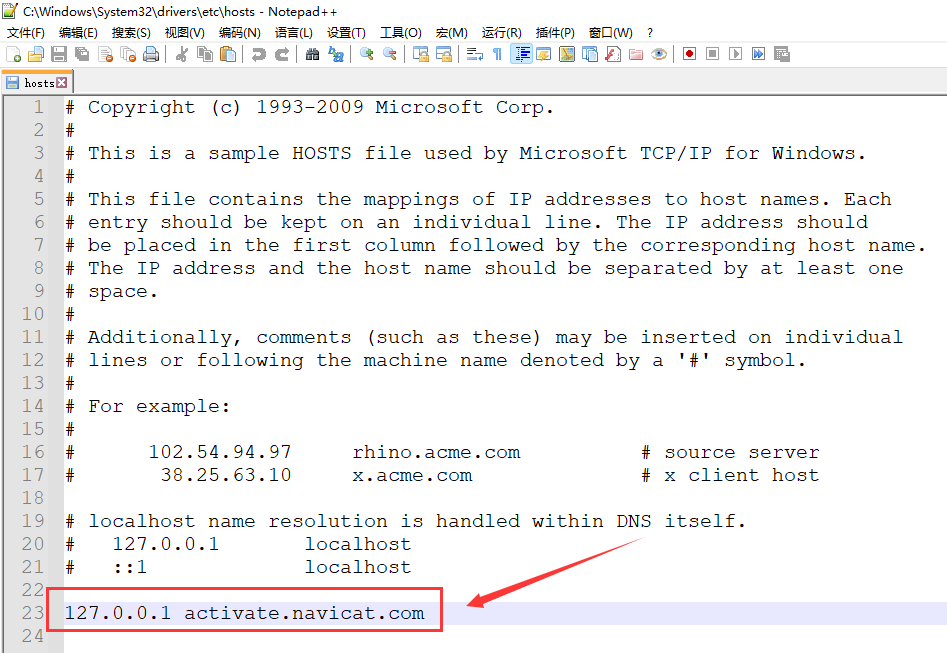 C:\Windows\System32\drivers\etc\hosts - Notepad++
文件(F) 编辑(E) 搜索(S) 视图(V) 编码(N) 语言(L) 设置(T) 工具(O) 宏(M) 运行(R) 插件(P) 窗口(W) ?
hosts
1 # Copyright (c) 1993-2009 Microsoft Corp.
2 #
3 # This is a sample HOSTS file used by Microsoft TCP/IP for Windows.
4 #
5 # This file contains the mappings of IP addresses to host names. Each
6 # entry should be kept on an individual line. The IP address should
7 # be placed in the first column followed by the corresponding host name.
8 # The IP address and the host name should be separated by at least one
9 # space.
10 #
11 # Additionally, comments (such as these) may be inserted on individual
12 # lines or following the machine name denoted by a '#' symbol.
13 #
14 # For example:
15 #
16 # 102.54.94.97 rhino.acme.com # source server
17 # 38.25.63.10 x.acme.com # x client host
18
19 # localhost name resolution is handled within DNS itself.
20 # 127.0.0.1 localhost
21 # ::1 localhost
22
23 127.0.0.1 activate.navicat.com
24